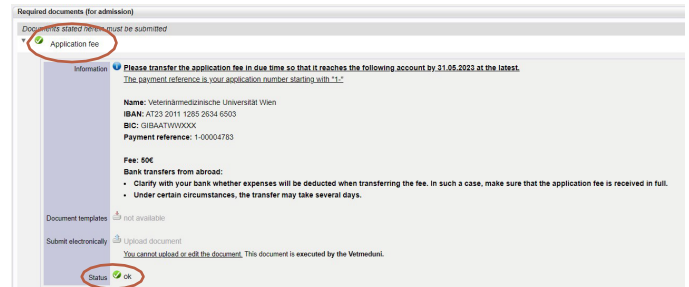 Required documents (for admission)
Documents stated herein must be submitted
Application fee
Information
Please transfer the application fee in due time so that it reaches the following account by 31.05.2023 at the latest.
The payment reference is your application number starting with "1-"
Name: Veterinärmedizinische Universität Wien
IBAN: AT23 2011 1285 2634 6503
BIC: GIBAATWWXXX
Payment reference: 1-00004783
Fee: 50€
Bank transfers from abroad:
• Clarify with your bank whether expenses will be deducted when transferring the fee. In such a case, make sure that the application fee is received in full.
• Under certain circumstances, the transfer may take several days.
Document templates not available
Submit electronically Upload document
You cannot upload or edit the document. This document is executed by the Vetmeduni.
Status ok